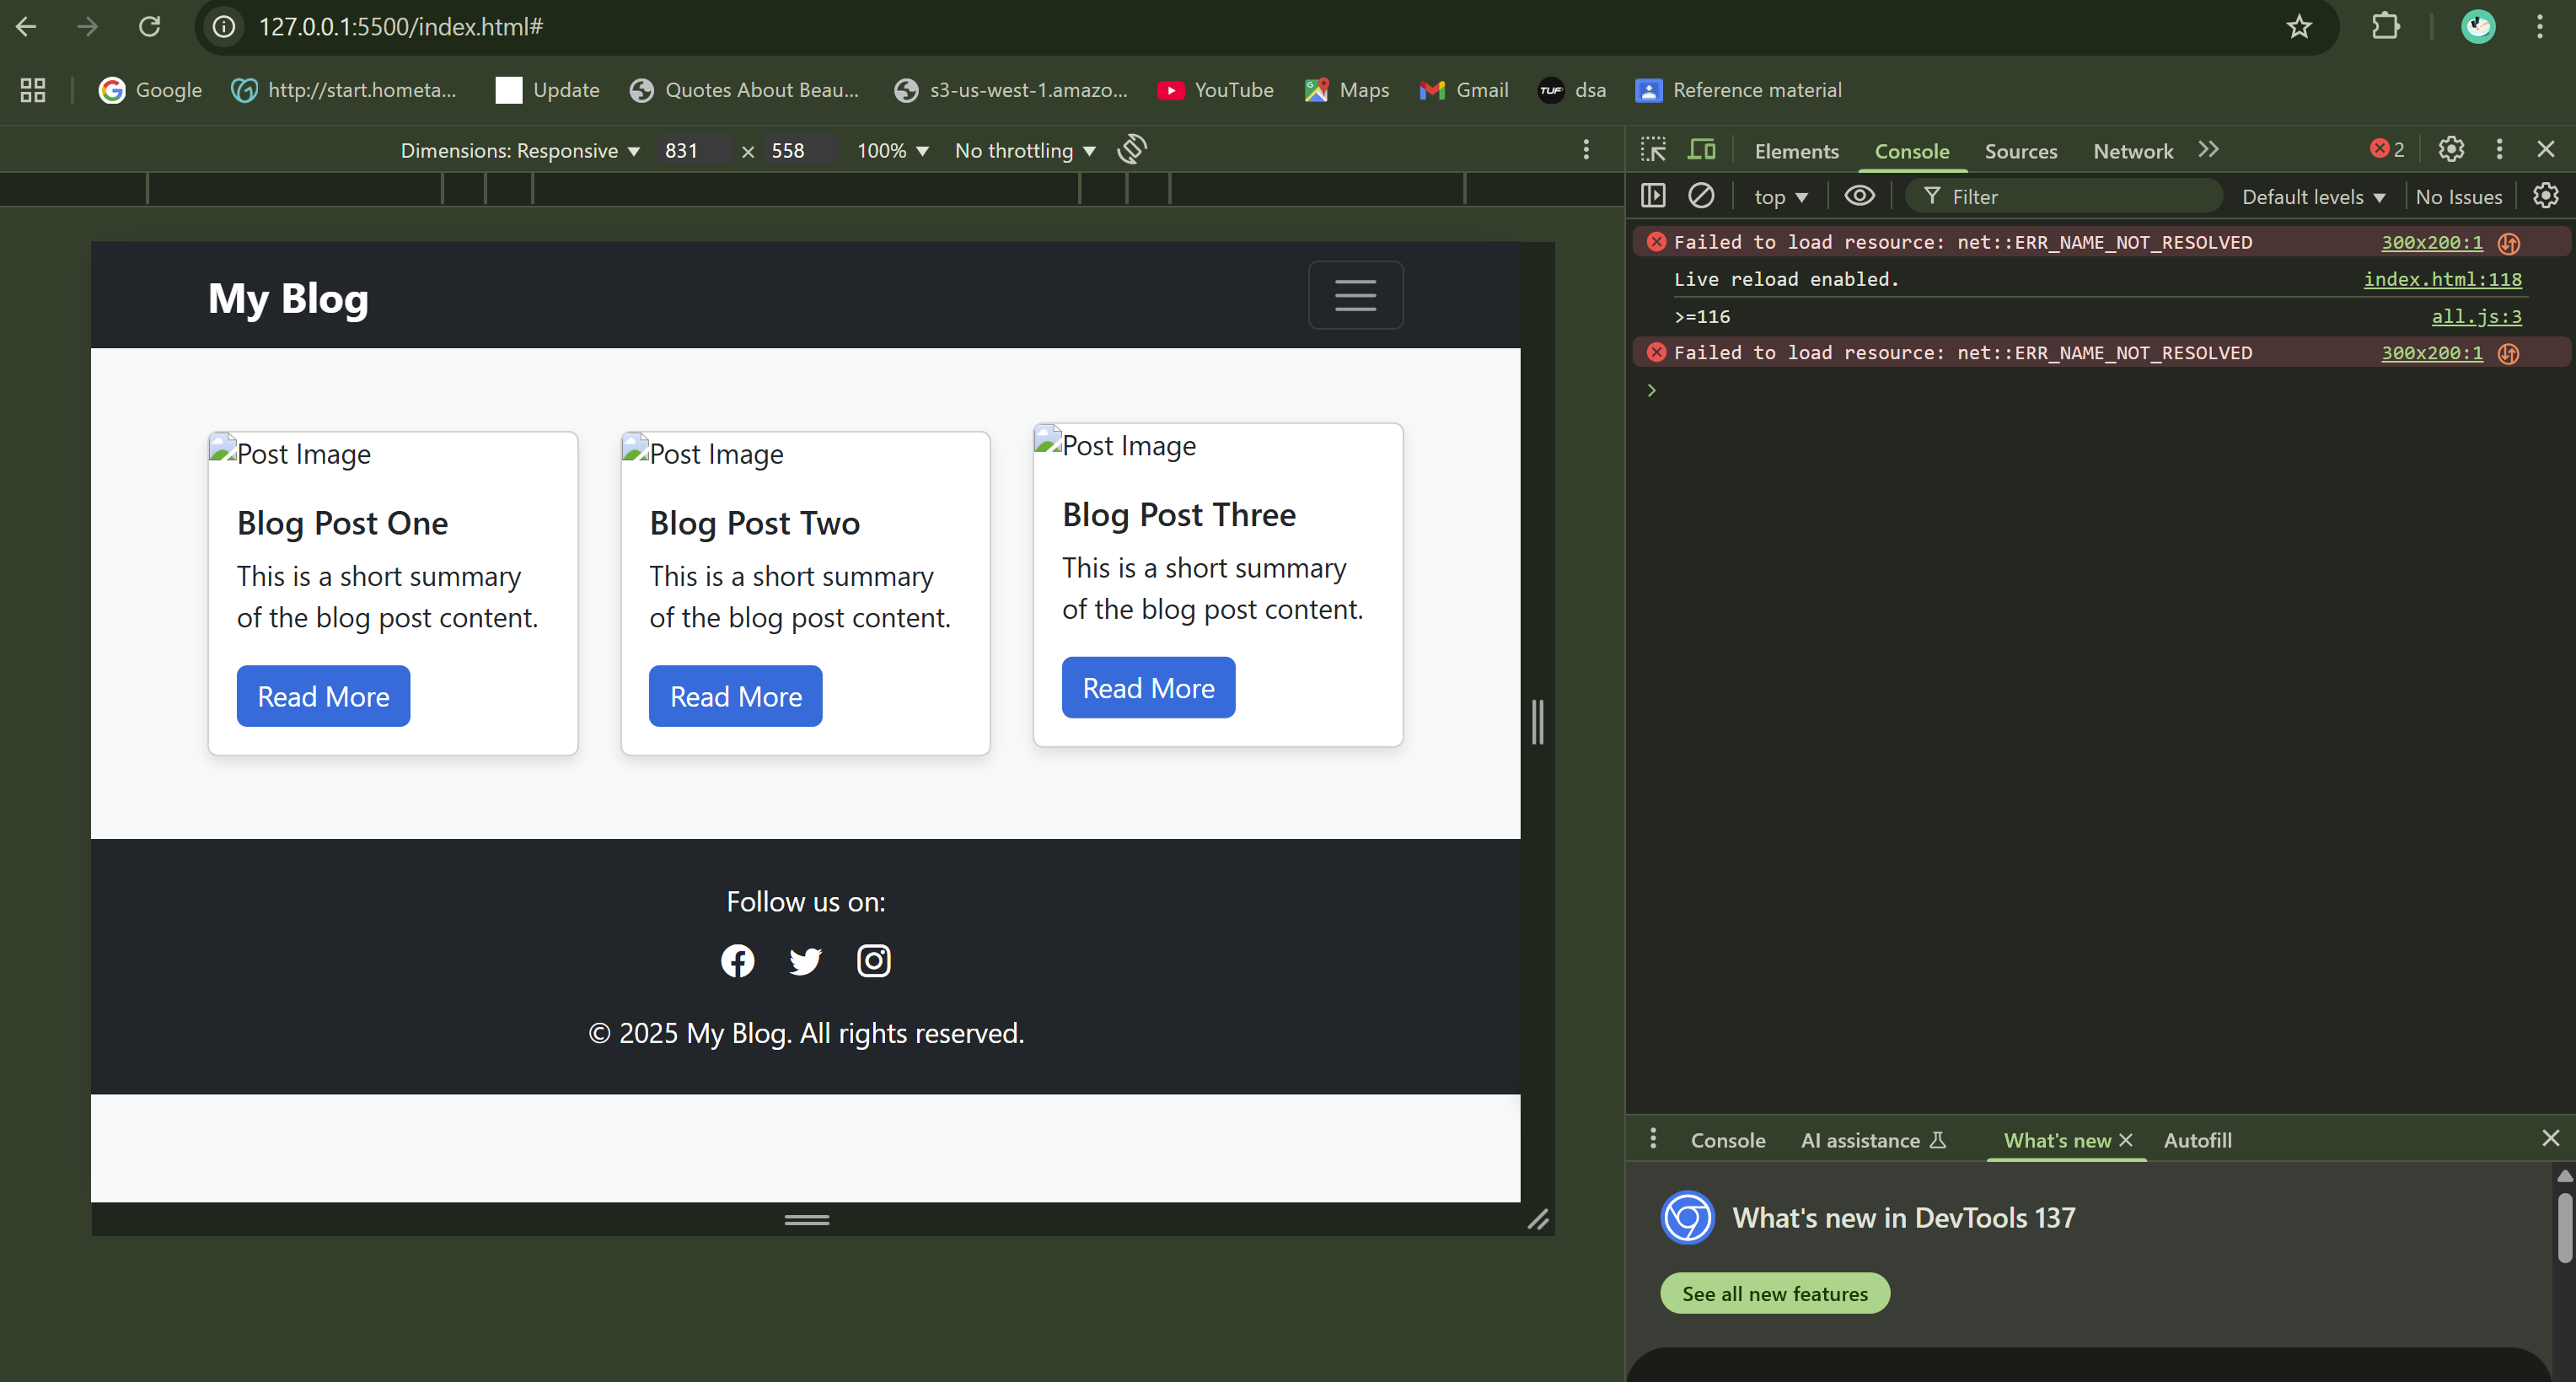 127.0.0.1:5500/index.html#
Google
http://start.hometa...
Update
Quotes About Beau...
s3-us-west-1.amazo...
YouTube
Maps
Gmail
TUF
dsa
Reference material
Dimensions: Responsive 831 × 558 100% No throttling
Elements Console Sources Network 2
top Filter Default levels No Issues
Failed to load resource: net::ERR_NAME_NOT_RESOLVED 300x200:1
Live reload enabled. index.html:118
>=116 all.js:3
Failed to load resource: net::ERR_NAME_NOT_RESOLVED 300x200:1
My Blog
Post Image
Blog Post One
This is a short summary
of the blog post content.
Read More
Post Image
Blog Post Two
This is a short summary
of the blog post content.
Read More
Post Image
Blog Post Three
This is a short summary
of the blog post content.
Read More
Follow us on:
© 2025 My Blog. All rights reserved.
Console AI assistance What's new Autofill
What's new in DevTools 137
See all new features